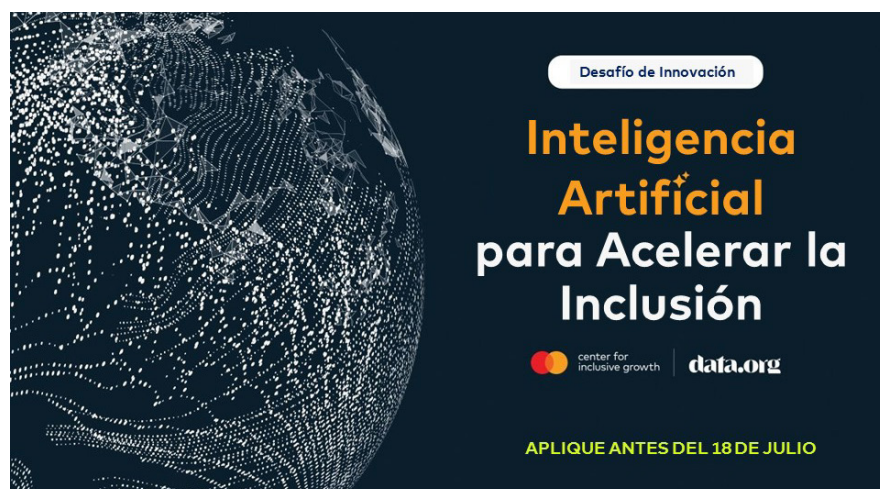 Desafío de Innovación
Inteligencia
Artificial
para Acelerar la
Inclusión
center for
inclusive growth
data.org
APLIQUE ANTES DEL 18 DE JULIO